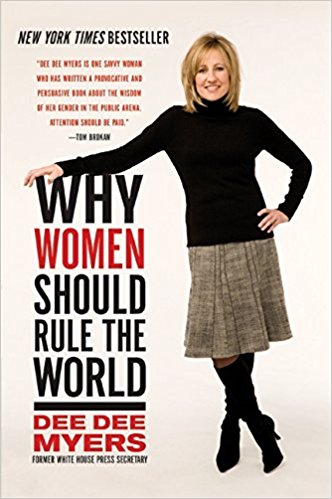 NEW YORK TIMES BESTSELLER
"DEE DEE MYERS IS ONE SAVVY WOMAN
WHO HAS WRITTEN A PROVOCATIVE AND
PERSUASIVE BOOK ABOUT THE WISDOM
OF HER GENDER IN THE PUBLIC ARENA.
ATTENTION SHOULD BE PAID."
—TOM BROKAW
WHY
WOMEN
SHOULD
RULE THE
WORLD
DEE DEE
MYERS
FORMER WHITE HOUSE PRESS SECRETARY